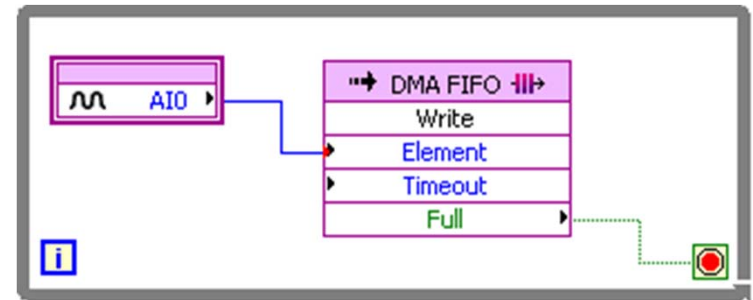 AI0
DMA FIFO
Write
Element
Timeout
Full
i